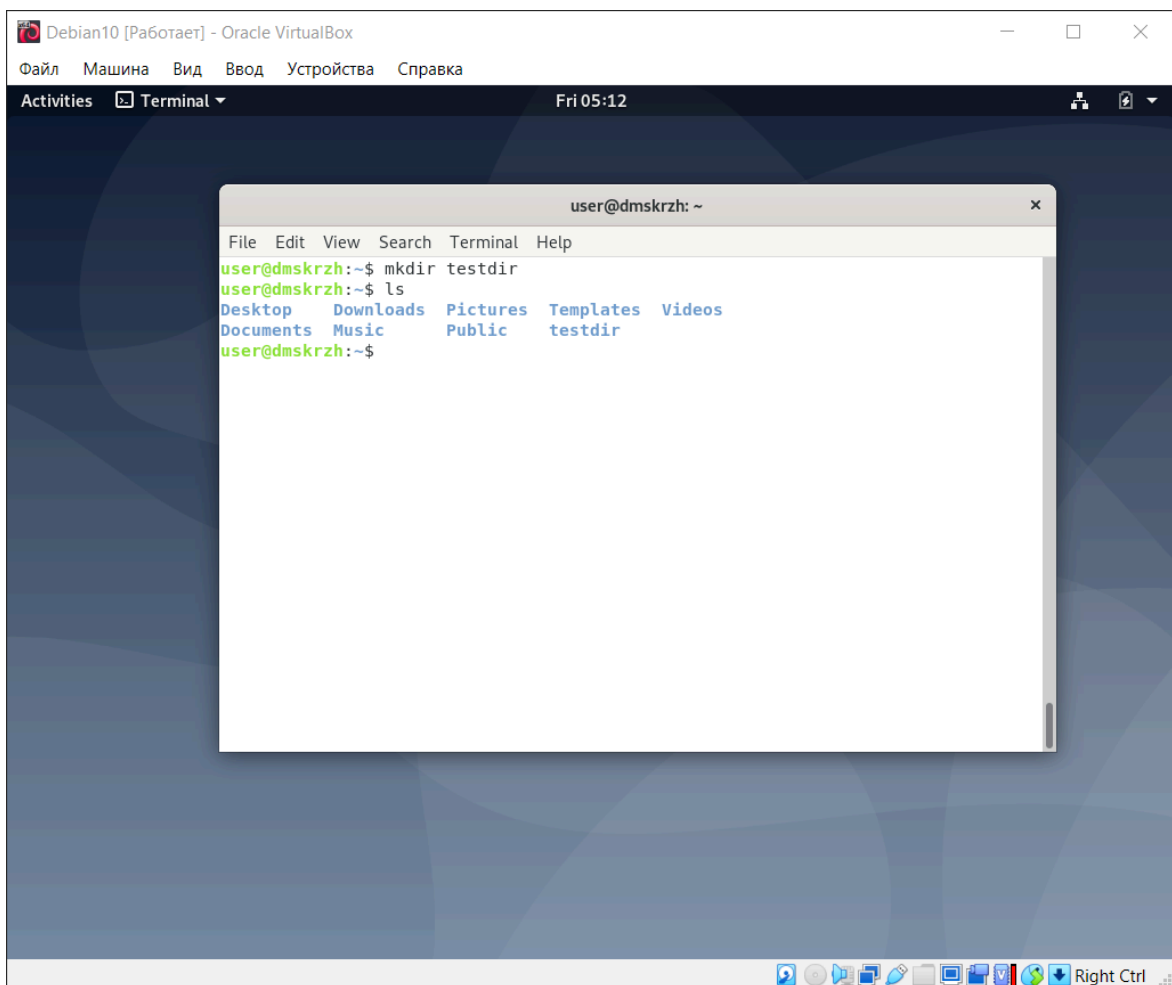 Debian10 [Работает] - Oracle VirtualBox
Файл Машина Вид Ввод Устройства Справка
Activities Terminal Fri 05:12
user@dmskrzh: ~
File Edit View Search Terminal Help
user@dmskrzh:~$ mkdir testdir
user@dmskrzh:~$ ls
Desktop Downloads Pictures Templates Videos
Documents Music Public testdir
user@dmskrzh:~$
Right Ctrl